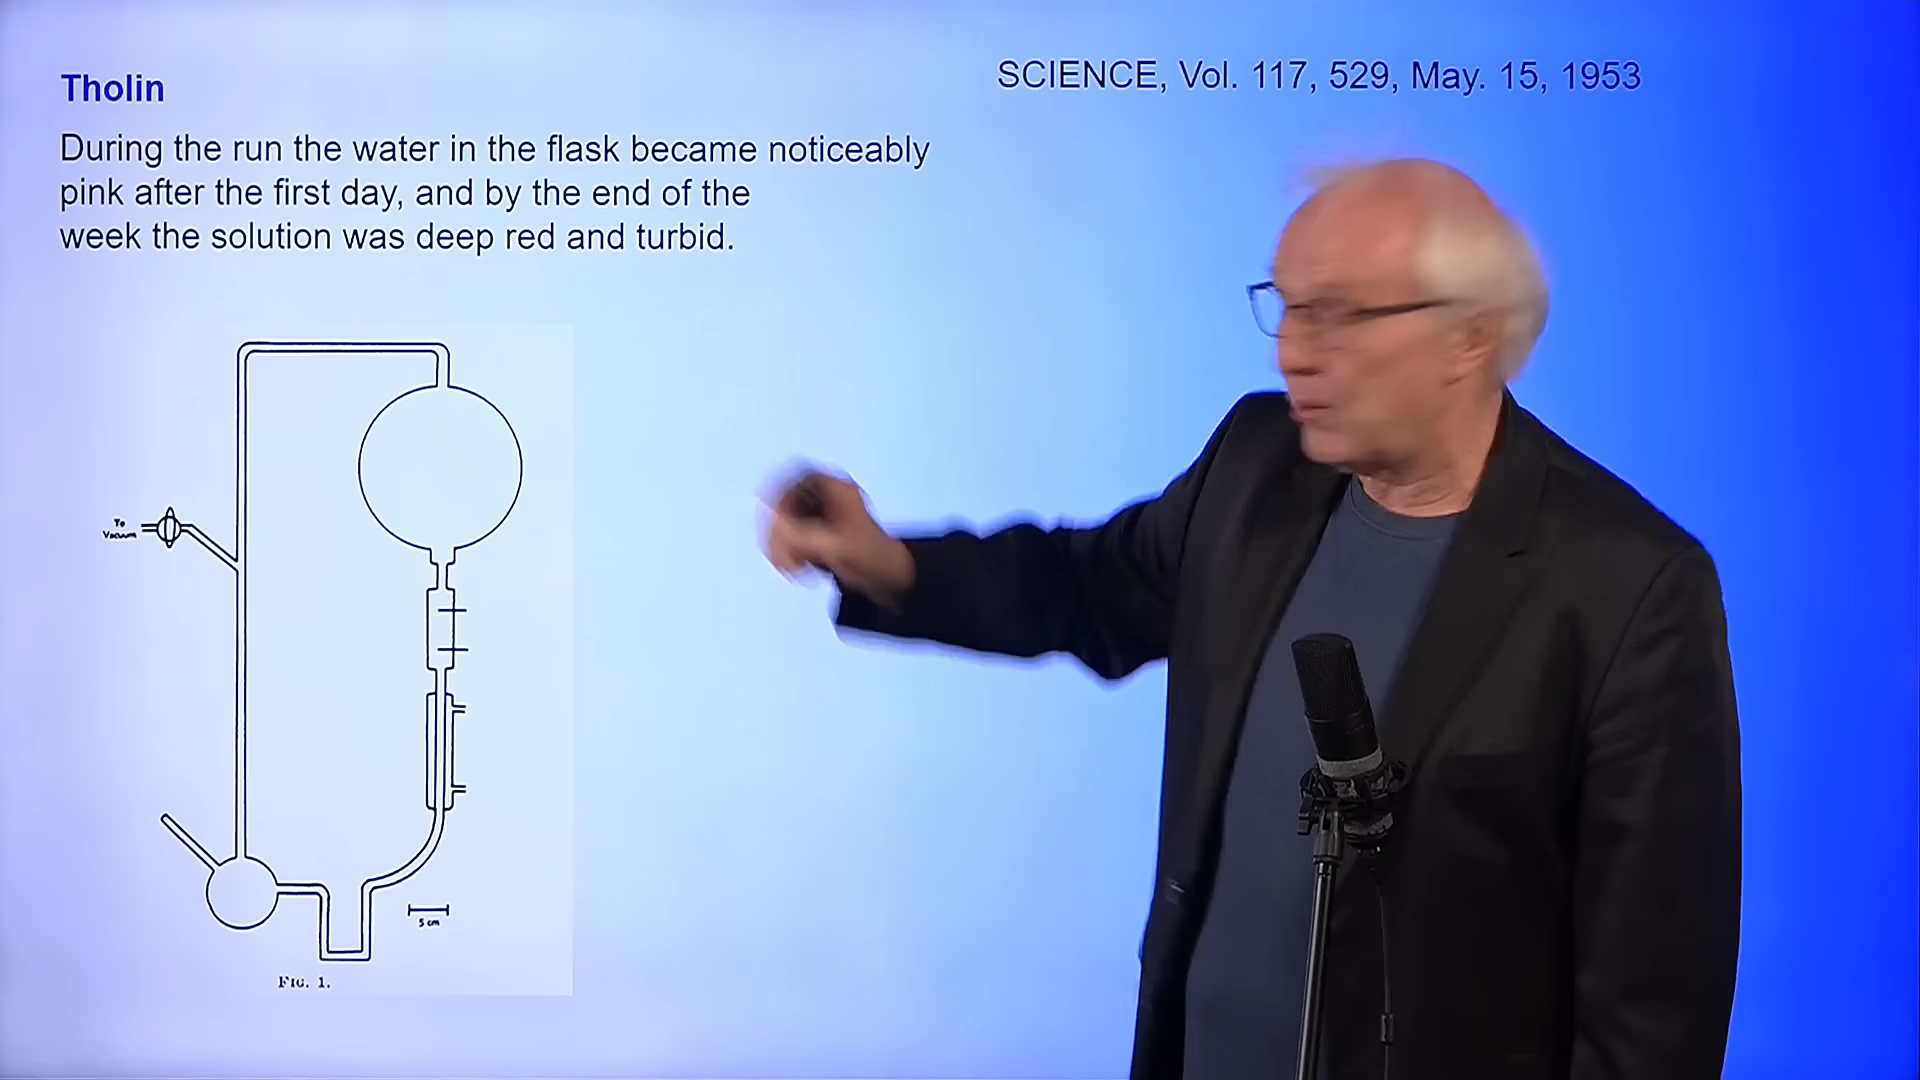 Tholin
SCIENCE, Vol. 117, 529, May. 15, 1953
During the run the water in the flask became noticeably
pink after the first day, and by the end of the
week the solution was deep red and turbid.
To
Vacuum
5 cm
FIG. 1.